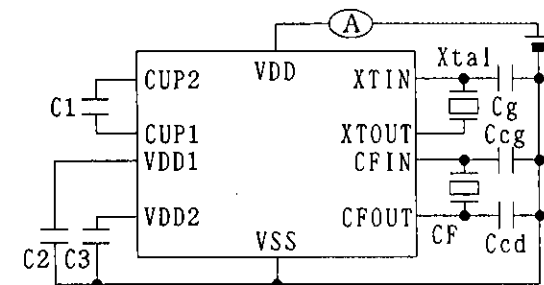 A
VDD
Xtal
CUP2
XTIN
C1
Cg
CUP1
XTOUT
Ccg
VDD1
CFIN
VDD2
CFOUT
VSS
CF
Ccd
C2
C3